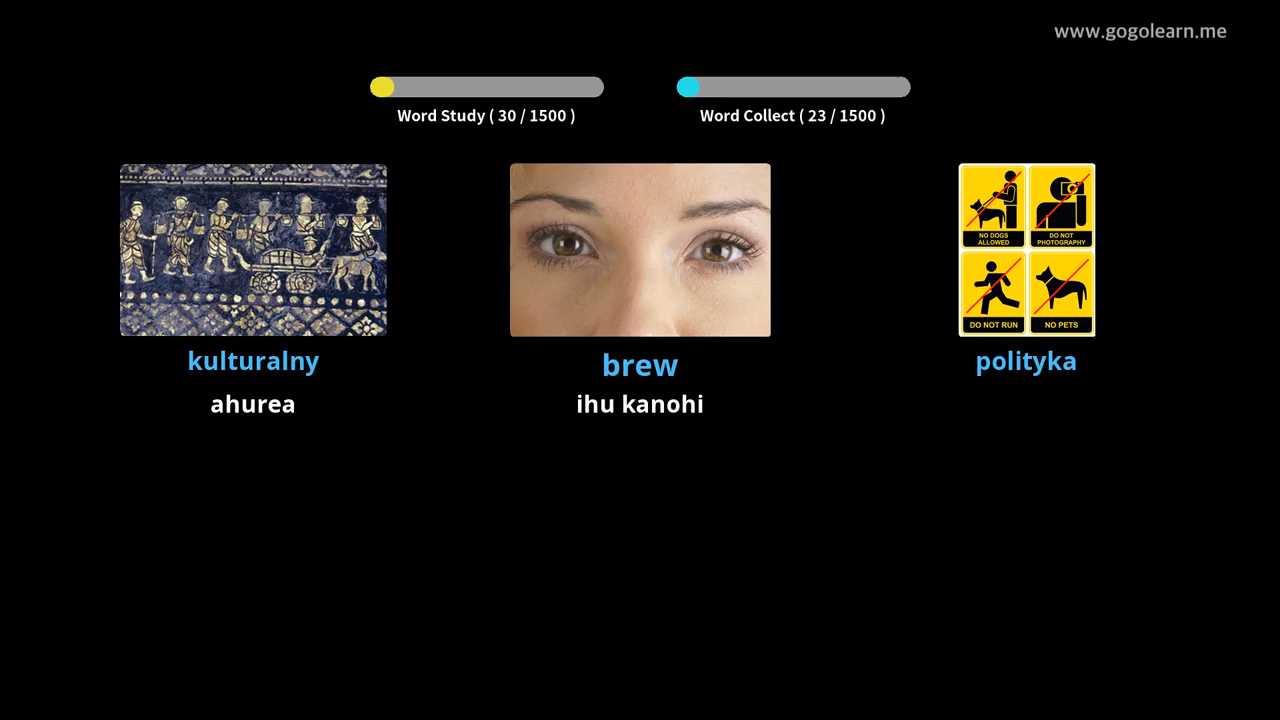 www.gogolearn.me
Word Study ( 30 / 1500 )
Word Collect ( 23 / 1500 )
NO DOGS
ALLOWED
DO NOT
PHOTOGRAPHY
DO NOT RUN
NO PETS
kulturalny
brew
polityka
ahurea
ihu kanohi